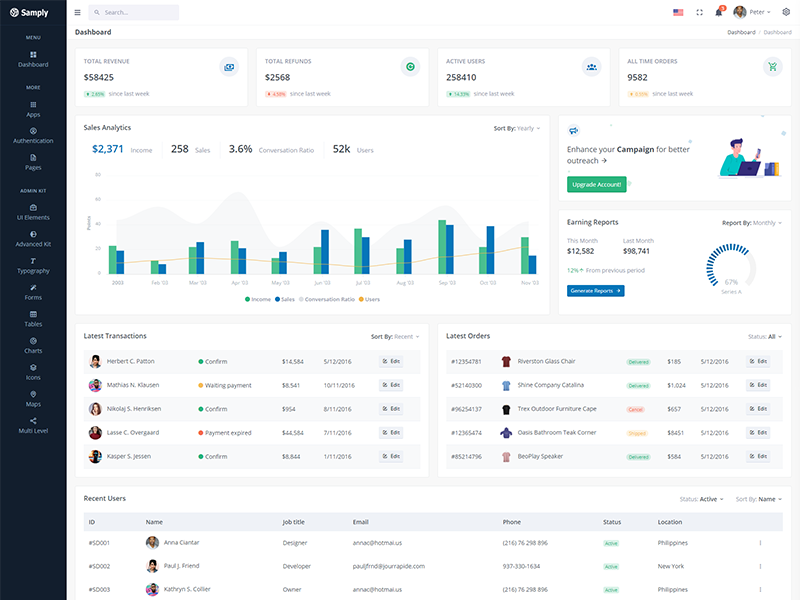 Samply
Search...
Peter
MENU
Dashboard
MORE
Apps
Authentication
Pages
ADMIN KIT
UI Elements
Advanced Kit
Typography
Forms
Tables
Charts
Icons
Maps
Multi Level
Dashboard
Dashboard / Dashboard
TOTAL REVENUE
$58425
since last week
TOTAL REFUNDS
$2568
since last week
ACTIVE USERS
258410
since last week
ALL TIME ORDERS
9582
since last week
Sales Analytics
Sort By: Yearly
$2,371 Income
258 Sales
3.6% Conversation Ratio
52k Users
Points
80
60
40
20
0
2003 Feb '03 Mar '03 Apr '03 May '03 Jun '03 Jul '03 Aug '03 Sep '03 Oct '03 Nov '03
Income Sales Conversation Ratio Users
Enhance your Campaign for better
outreach →
Upgrade Account!
Earning Reports
Report By: Monthly
This Month Last Month
$12,582 $98,741
12% From previous period
Generate Reports →
67%
Series A
Latest Transactions
Sort By: Recent
Herbert C. Patton Confirm $14,584 5/12/2016 Edit
Mathias N. Klausen Waiting payment $8,541 10/11/2016 Edit
Nikolaj S. Henriksen Confirm $954 8/11/2016 Edit
Lasse C. Overgaard Payment expired $44,584 7/11/2016 Edit
Kasper S. Jessen Confirm $8,844 1/11/2016 Edit
Latest Orders
Status: All
#12354781 Riverston Glass Chair Delivered $185 5/12/2016 Edit
#52140300 Shine Company Catalina Delivered $1,024 5/12/2016 Edit
#96254137 Trex Outdoor Furniture Cape Cancel $657 5/12/2016 Edit
#12365474 Oasis Bathroom Teak Corner Shipped $8451 5/12/2016 Edit
#85214796 BeoPlay Speaker Delivered $584 5/12/2016 Edit
Recent Users
Status: Active
Sort By: Name
ID Name Job title Email Phone Status Location
#SD001 Anna Ciantar Designer annac@hotmai.us (216) 76 298 896 Active Philippines
#SD002 Paul J. Friend Developer pauljfrnd@jourrapide.com 937-330-1634 Active New York
#SD003 Kathryn S. Collier Owner annac@hotmai.us (216) 76 298 896 Active Philippines